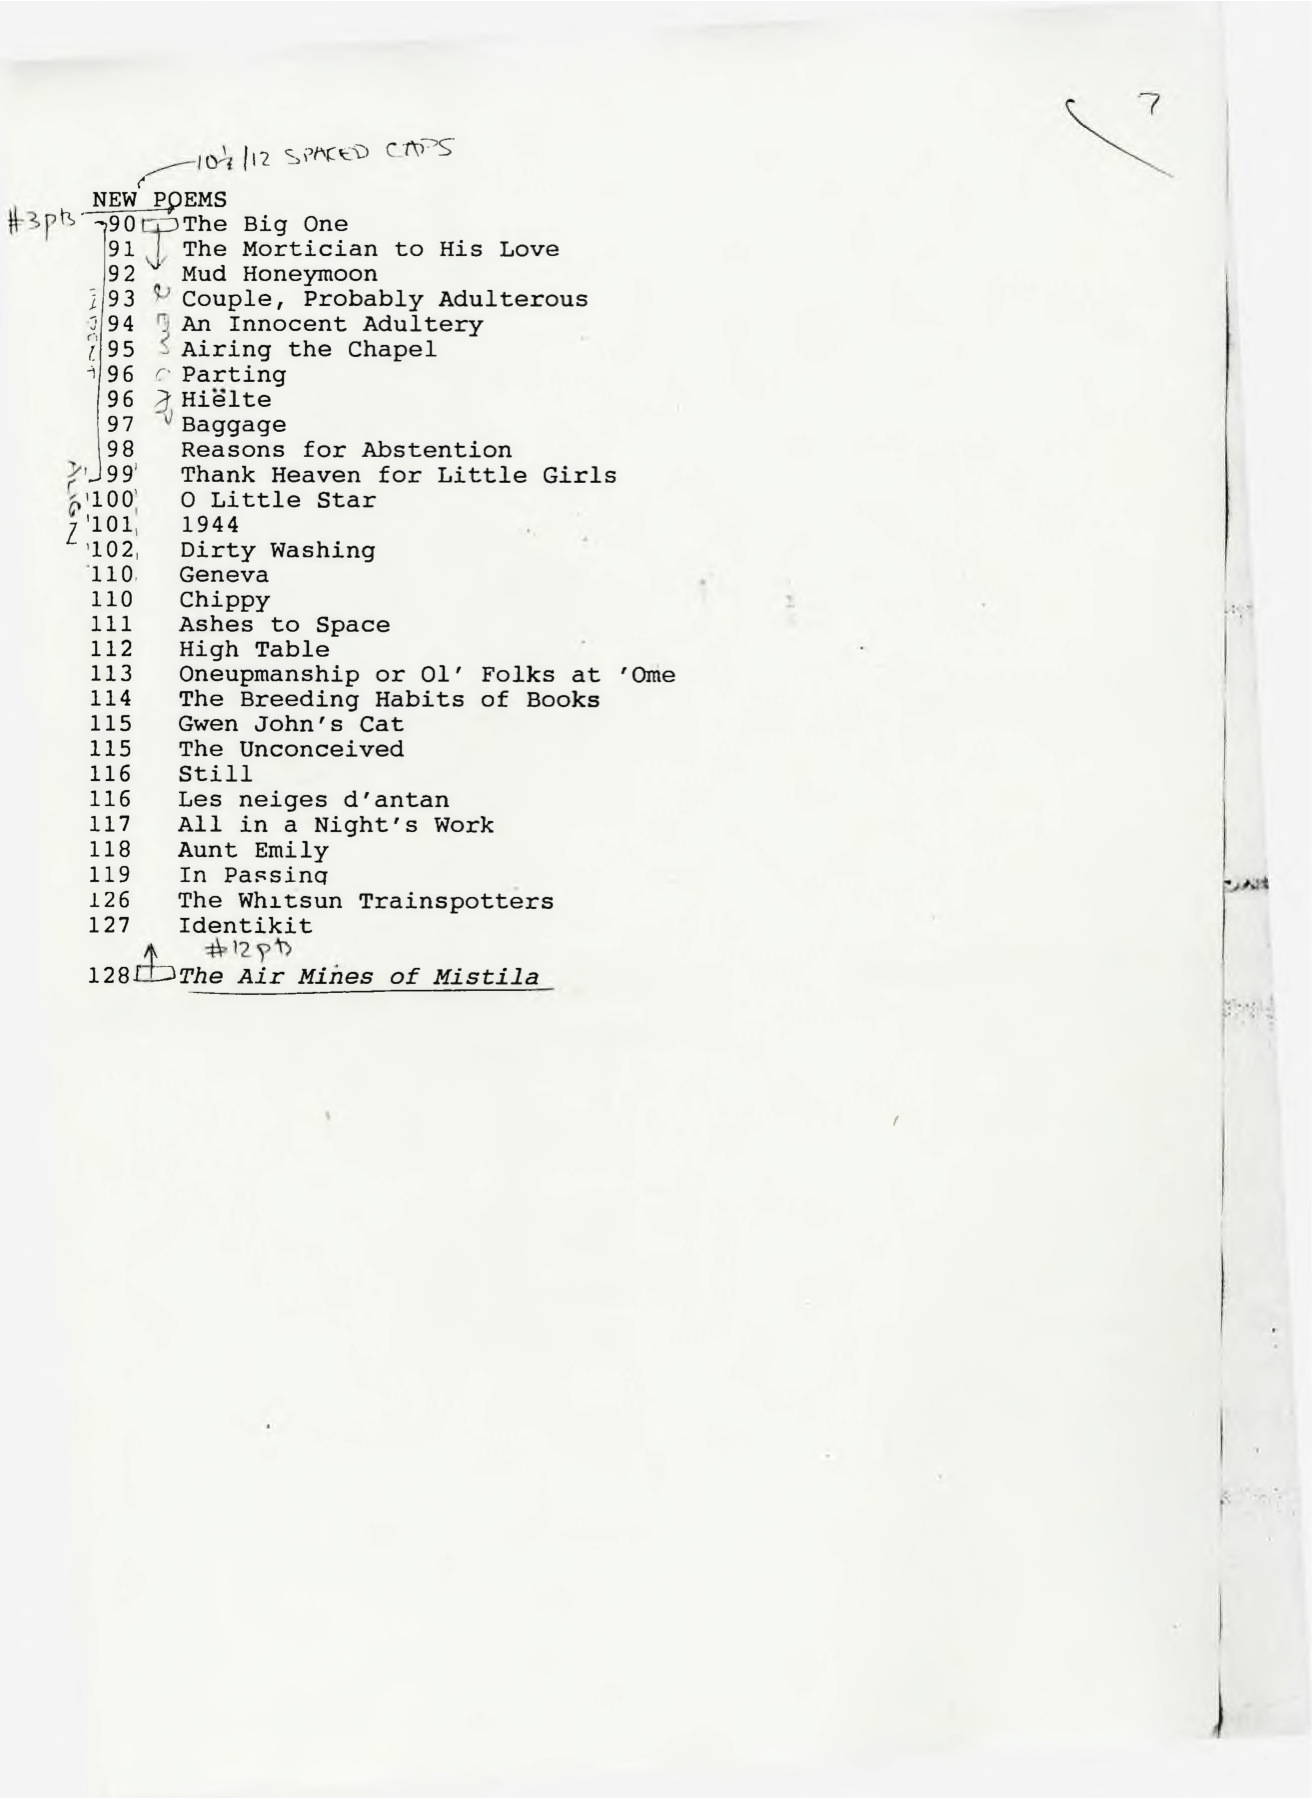 7
10½/12 SPACED CAPS
NEW POEMS
#3pts
90 The Big One
91 The Mortician to His Love
92 Mud Honeymoon
93 Couple, Probably Adulterous
94 An Innocent Adultery
95 Airing the Chapel
96 Parting
96 Hiëlte
97 Baggage
98 Reasons for Abstention
99 Thank Heaven for Little Girls
100 O Little Star
101 1944
102 Dirty Washing
110 Geneva
110 Chippy
111 Ashes to Space
112 High Table
113 Oneupmanship or Ol' Folks at 'Ome
114 The Breeding Habits of Books
115 Gwen John's Cat
115 The Unconceived
116 Still
116 Les neiges d'antan
117 All in a Night's Work
118 Aunt Emily
119 In Passing
126 The Whitsun Trainspotters
127 Identikit
#12pts
128 The Air Mines of Mistila